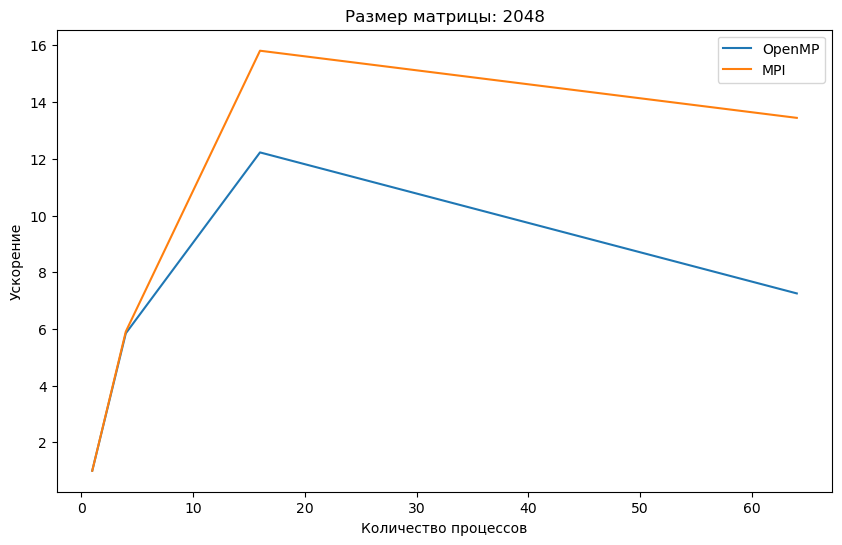 Размер матрицы: 2048
OpenMP
MPI
16
14
12
10
8
6
4
2
Ускорение
0 10 20 30 40 50 60
Количество процессов